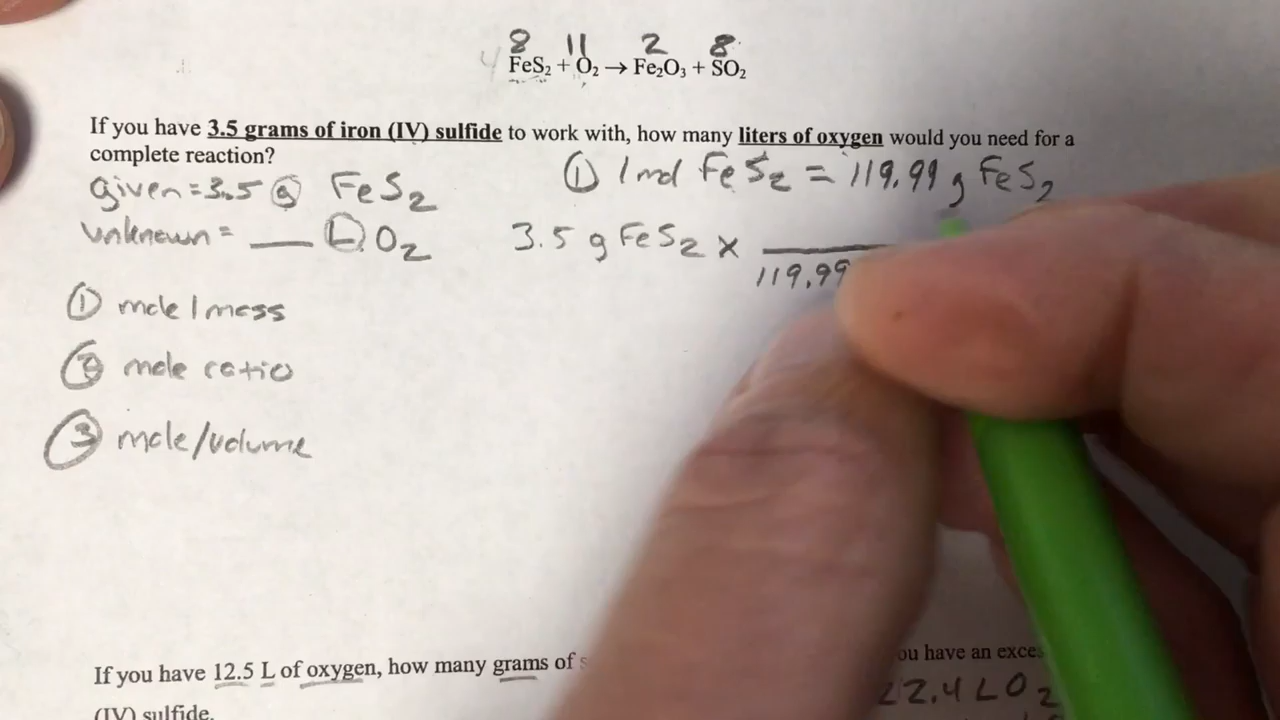 8 11 2 8
4 FeS₂ + O₂ → Fe₂O₃ + SO₂
If you have 3.5 grams of iron (IV) sulfide to work with, how many liters of oxygen would you need for a
complete reaction?
① 1 mol FeS₂ = 119.99 g FeS₂
given = 3.5 g FeS₂
unknown = ___ L O₂
3.5 g FeS₂ x
119.99
① mole/mass
② mole ratio
③ mole/volume
If you have 12.5 L of oxygen, how many grams of
ou have an exce
22.4 L O₂
(IV) sulfide.